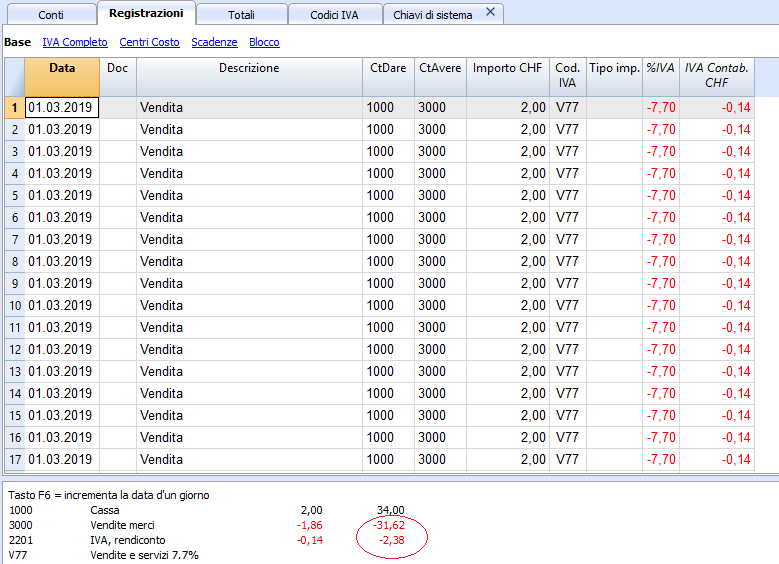 Conti Registrazioni Totali Codici IVA Chiavi di sistema
Base IVA Completo Centri Costo Scadenze Blocco
Data Doc Descrizione CtDare CtAvere Importo CHF Cod. IVA Tipo imp. %IVA IVA Contab. CHF
1 01.03.2019 Vendita 1000 3000 2,00 V77 -7,70 -0,14
2 01.03.2019 Vendita 1000 3000 2,00 V77 -7,70 -0,14
3 01.03.2019 Vendita 1000 3000 2,00 V77 -7,70 -0,14
4 01.03.2019 Vendita 1000 3000 2,00 V77 -7,70 -0,14
5 01.03.2019 Vendita 1000 3000 2,00 V77 -7,70 -0,14
6 01.03.2019 Vendita 1000 3000 2,00 V77 -7,70 -0,14
7 01.03.2019 Vendita 1000 3000 2,00 V77 -7,70 -0,14
8 01.03.2019 Vendita 1000 3000 2,00 V77 -7,70 -0,14
9 01.03.2019 Vendita 1000 3000 2,00 V77 -7,70 -0,14
10 01.03.2019 Vendita 1000 3000 2,00 V77 -7,70 -0,14
11 01.03.2019 Vendita 1000 3000 2,00 V77 -7,70 -0,14
12 01.03.2019 Vendita 1000 3000 2,00 V77 -7,70 -0,14
13 01.03.2019 Vendita 1000 3000 2,00 V77 -7,70 -0,14
14 01.03.2019 Vendita 1000 3000 2,00 V77 -7,70 -0,14
15 01.03.2019 Vendita 1000 3000 2,00 V77 -7,70 -0,14
16 01.03.2019 Vendita 1000 3000 2,00 V77 -7,70 -0,14
17 01.03.2019 Vendita 1000 3000 2,00 V77 -7,70 -0,14
Tasto F6 = incrementa la data d'un giorno
1000 Cassa 2,00 34,00
3000 Vendite merci -1,86 -31,62
2201 IVA, rendiconto -0,14 -2,38
V77 Vendite e servizi 7.7%